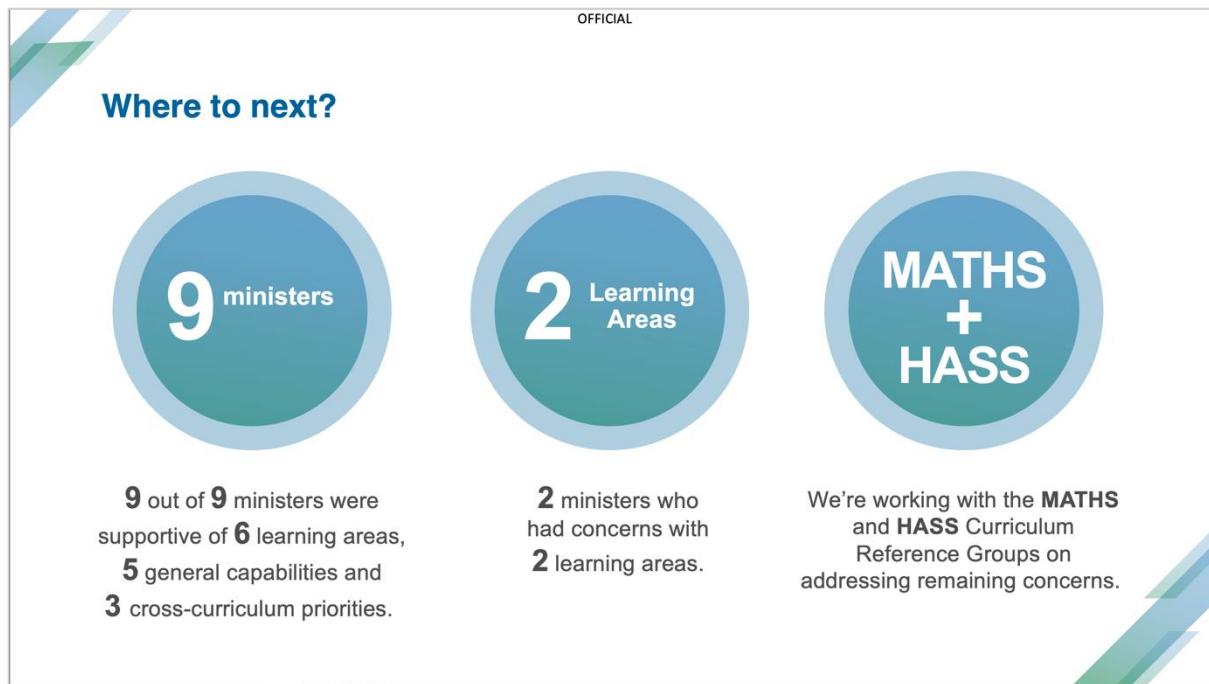 OFFICIAL
Where to next?
9 ministers
2 Learning
Areas
MATHS
+
HASS
9 out of 9 ministers were
supportive of 6 learning areas,
5 general capabilities and
3 cross-curriculum priorities.
2 ministers who
had concerns with
2 learning areas.
We’re working with the MATHS
and HASS Curriculum
Reference Groups on
addressing remaining concerns.